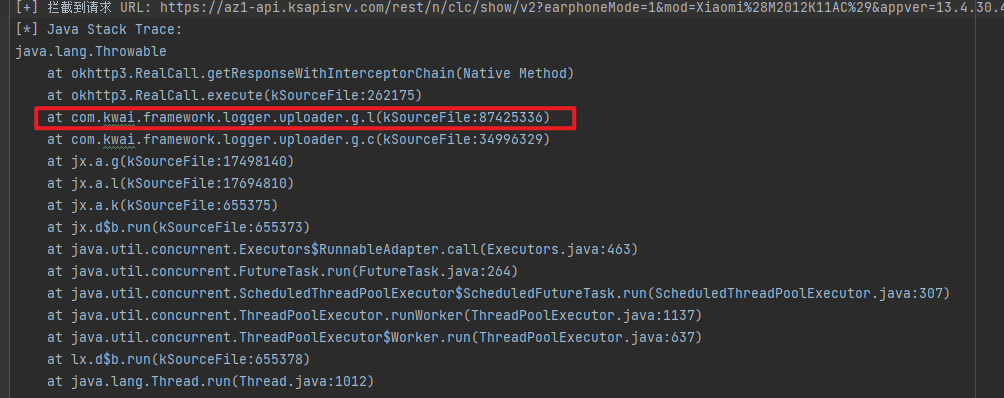 [+] 拦截到请求 URL: https://az1-api.ksapisrv.com/rest/n/clc/show/v2?earphoneMode=1&mod=Xiaomi%28M2012K11AC%29&appver=13.4.30.4
[*] Java Stack Trace:
java.lang.Throwable
at okhttp3.RealCall.getResponseWithInterceptorChain(Native Method)
at okhttp3.RealCall.execute(kSourceFile:262175)
at com.kwai.framework.logger.uploader.g.l(kSourceFile:87425336)
at com.kwai.framework.logger.uploader.g.c(kSourceFile:34996329)
at jx.a.g(kSourceFile:17498140)
at jx.a.l(kSourceFile:17694810)
at jx.a.k(kSourceFile:655375)
at jx.d$b.run(kSourceFile:655373)
at java.util.concurrent.Executors$RunnableAdapter.call(Executors.java:463)
at java.util.concurrent.FutureTask.run(FutureTask.java:264)
at java.util.concurrent.ScheduledThreadPoolExecutor$ScheduledFutureTask.run(ScheduledThreadPoolExecutor.java:307)
at java.util.concurrent.ThreadPoolExecutor.runWorker(ThreadPoolExecutor.java:1137)
at java.util.concurrent.ThreadPoolExecutor$Worker.run(ThreadPoolExecutor.java:637)
at lx.d$b.run(kSourceFile:655378)
at java.lang.Thread.run(Thread.java:1012)